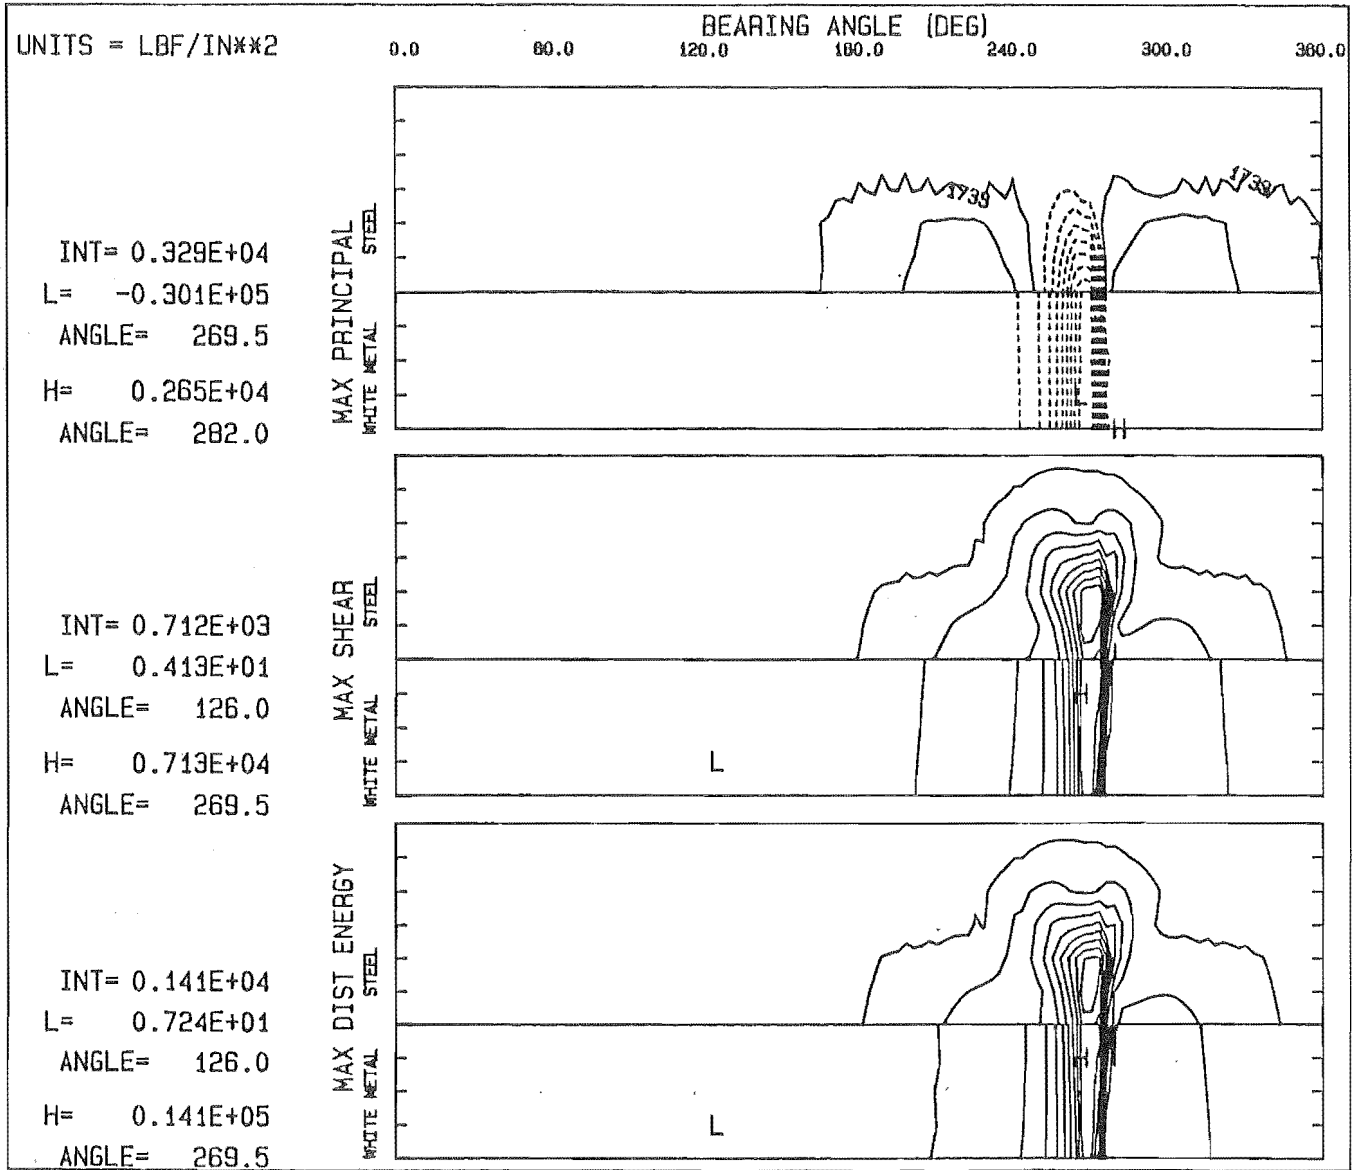 BEARING ANGLE (DEG)
UNITS = LBF/IN**2
0.0 60.0 120.0 180.0 240.0 300.0 360.0
INT= 0.329E+04
L= -0.301E+05
ANGLE= 269.5
H= 0.265E+04
ANGLE= 282.0
MAX PRINCIPAL
STEEL
WHITE METAL
1739
1739
L
H
INT= 0.712E+03
L= 0.413E+01
ANGLE= 126.0
H= 0.713E+04
ANGLE= 269.5
MAX SHEAR
STEEL
WHITE METAL
L
H
INT= 0.141E+04
L= 0.724E+01
ANGLE= 126.0
H= 0.141E+05
ANGLE= 269.5
MAX DIST ENERGY
STEEL
WHITE METAL
L
H